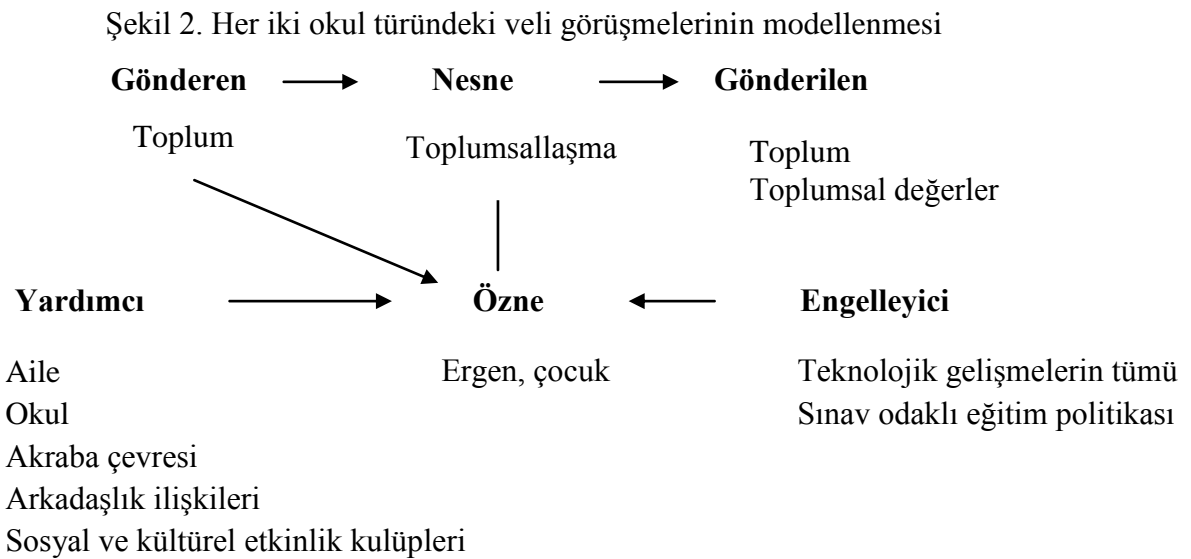 Şekil 2. Her iki okul türündeki veli görüşmelerinin modellenmesi
Gönderen Nesne Gönderilen
Toplum Toplumsallaşma Toplum
Toplumsal değerler
Yardımcı Özne Engelleyici
Aile Ergen, çocuk Teknolojik gelişmelerin tümü
Okul Sınav odaklı eğitim politikası
Akraba çevresi
Arkadaşlık ilişkileri
Sosyal ve kültürel etkinlik kulüpleri